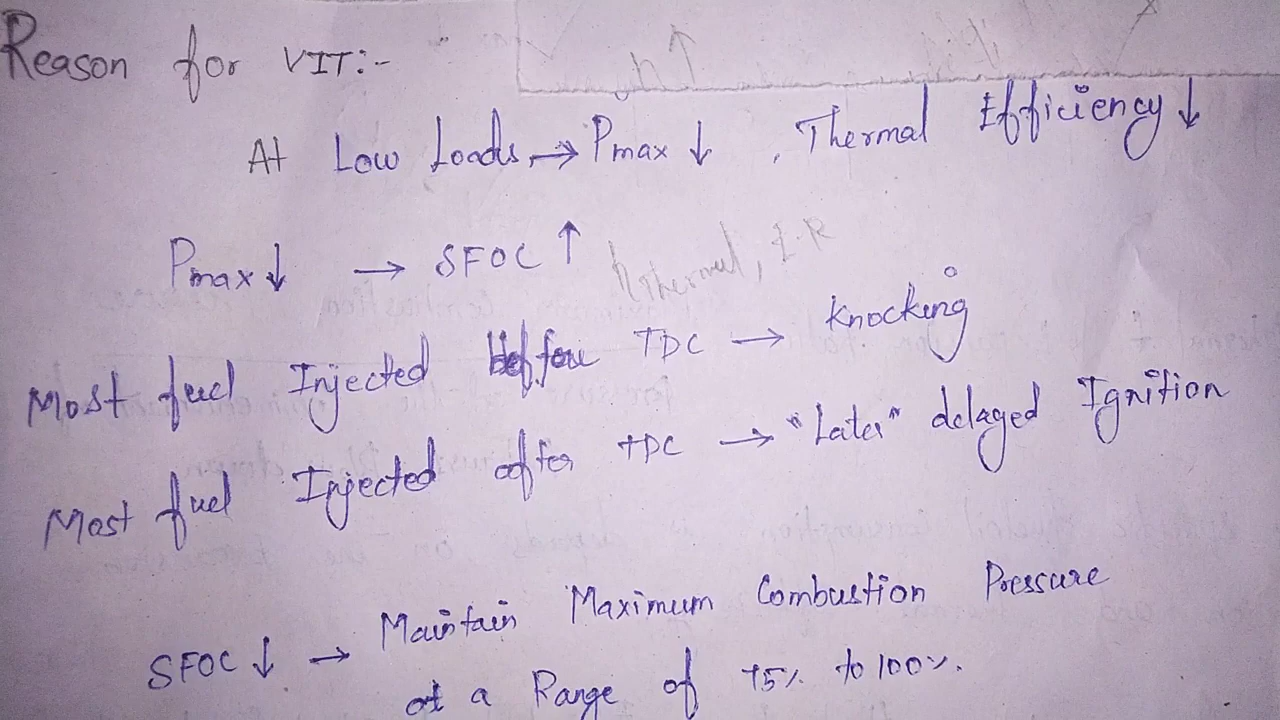 Reason for VIT:-
At Low Loads, → Pmax ↓ , Thermal Efficiency ↓
Pmax ↓ → SFOC ↑
Most fuel Injected before TDC → Knocking
Most fuel Injected after TDC → "Later" delayed Ignition
SFOC ↓ → Maintain Maximum Combustion Pressure
at a Range of 75% to 100%.